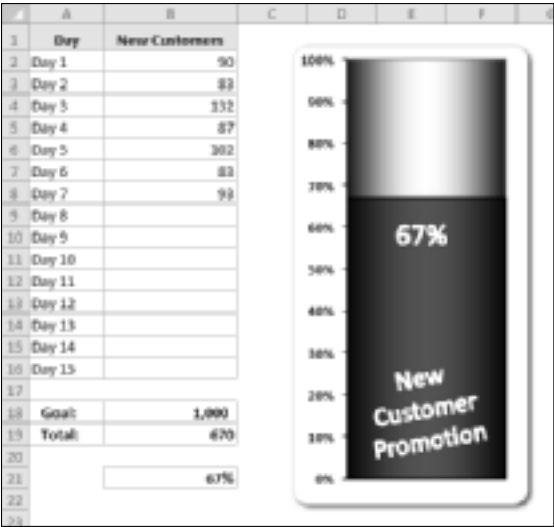 A B C D E F
1 Day New Customers
2 Day 1 90
3 Day 2 83
4 Day 3 132
5 Day 4 87
6 Day 5 102
7 Day 6 83
8 Day 7 93
9 Day 8
10 Day 9
11 Day 10
12 Day 11
13 Day 12
14 Day 13
15 Day 14
16 Day 15
17
18 Goal: 1,000
19 Total: 670
20
21 67%
22
23
100%
90%
80%
70%
60%
50%
40%
30%
20%
10%
0%
67%
New
Customer
Promotion